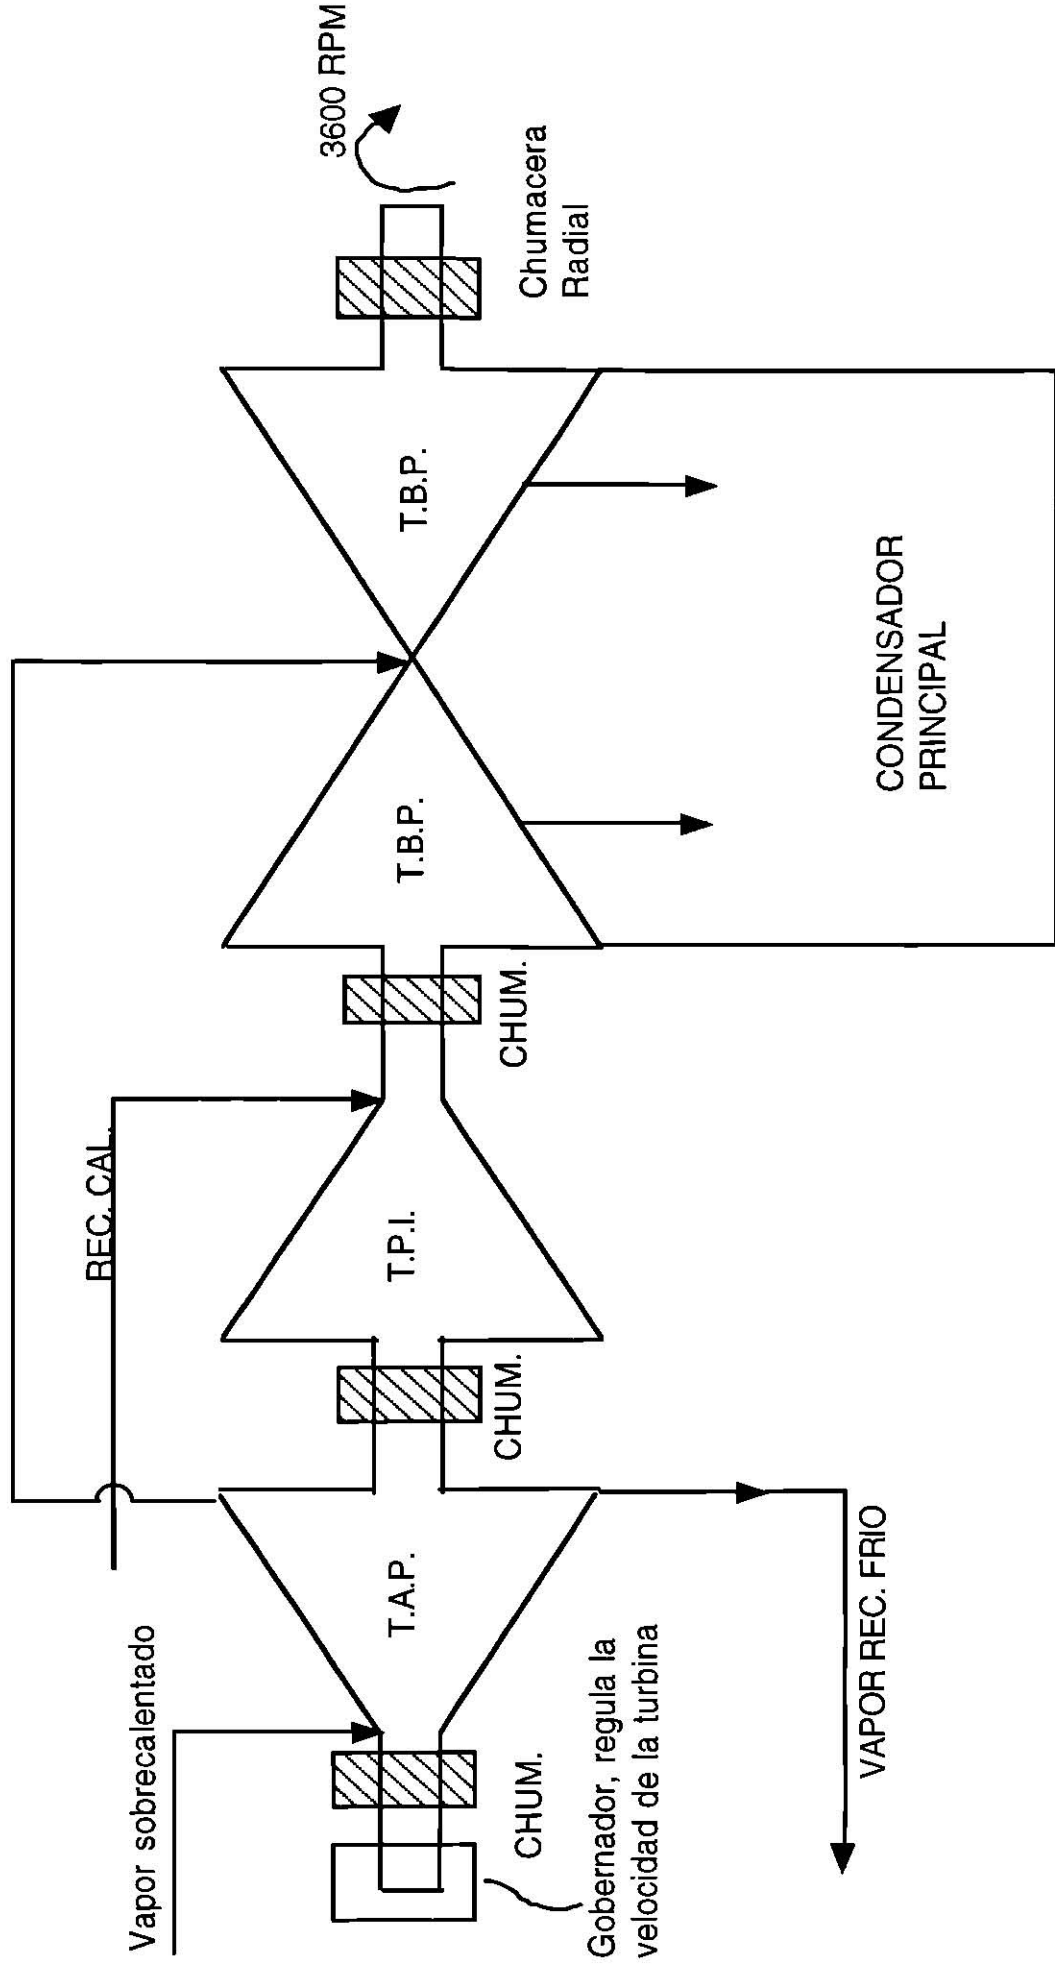 Vapor sobrecalentado
REC. CAL.
3600 RPM
T.A.P.
T.P.I.
T.B.P.
T.B.P.
CHUM.
CHUM.
CHUM.
Chumacera
Radial
Gobernador, regula la
velocidad de la turbina
VAPOR REC. FRIO
CONDENSADOR
PRINCIPAL